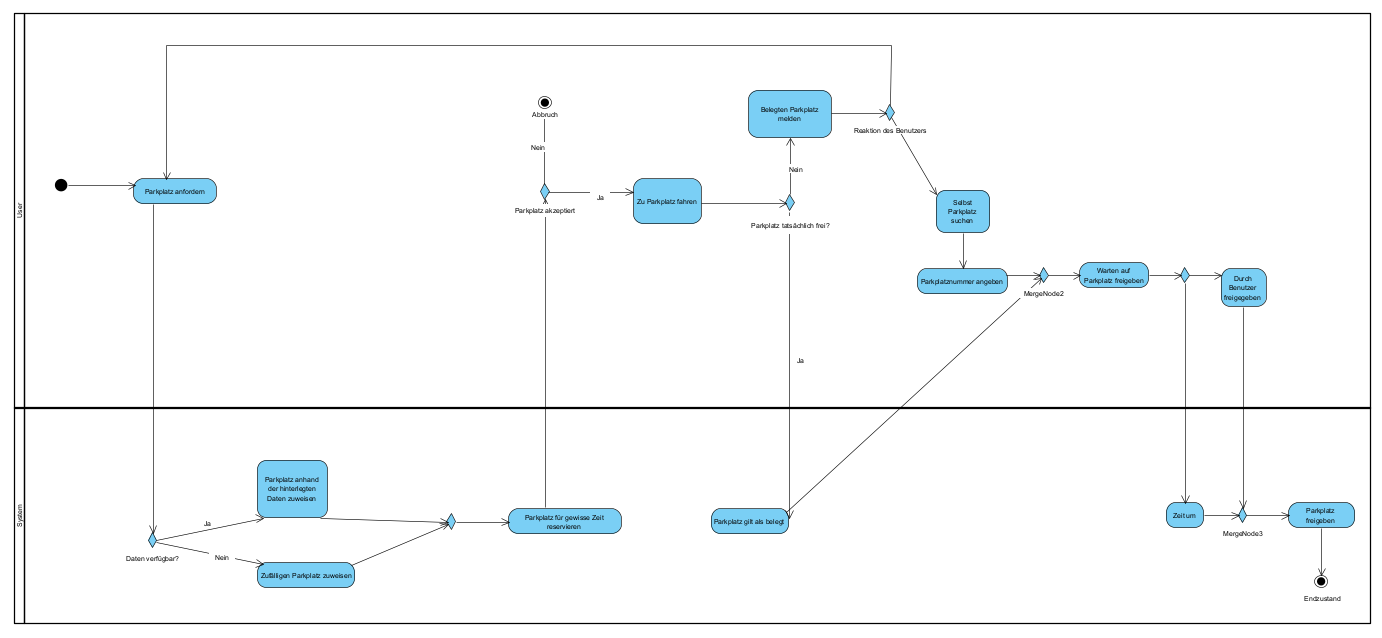 User
Parkplatz anfordern
Abbruch
Nein
Parkplatz akzeptiert
Ja
Zu Parkplatz fahren
Belegten Parkplatz
melden
Nein
Parkplatz tatsächlich frei?
Ja
Reaktion des Benutzers
Selbst
Parkplatz
suchen
Parkplatznummer angeben
MergeNode2
Warten auf
Parkplatz freigeben
Durch
Benutzer
freigegeben
System
Daten verfügbar?
Ja
Nein
Parkplatz anhand
der hinterlegten
Daten zuweisen
Zufälligen Parkplatz zuweisen
Parkplatz für gewisse Zeit
reservieren
Parkplatz gilt als belegt
Zeit um
MergeNode3
Parkplatz
freigeben
Endzustand